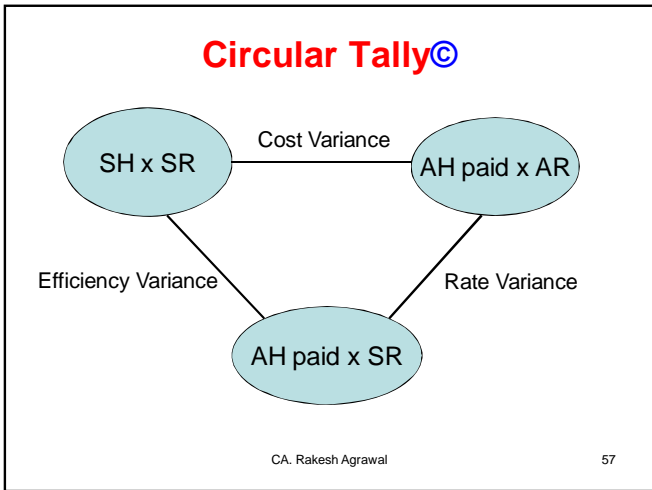 Circular Tally©
Cost Variance
SH x SR
AH paid x AR
Efficiency Variance
Rate Variance
AH paid x SR
CA. Rakesh Agrawal
57